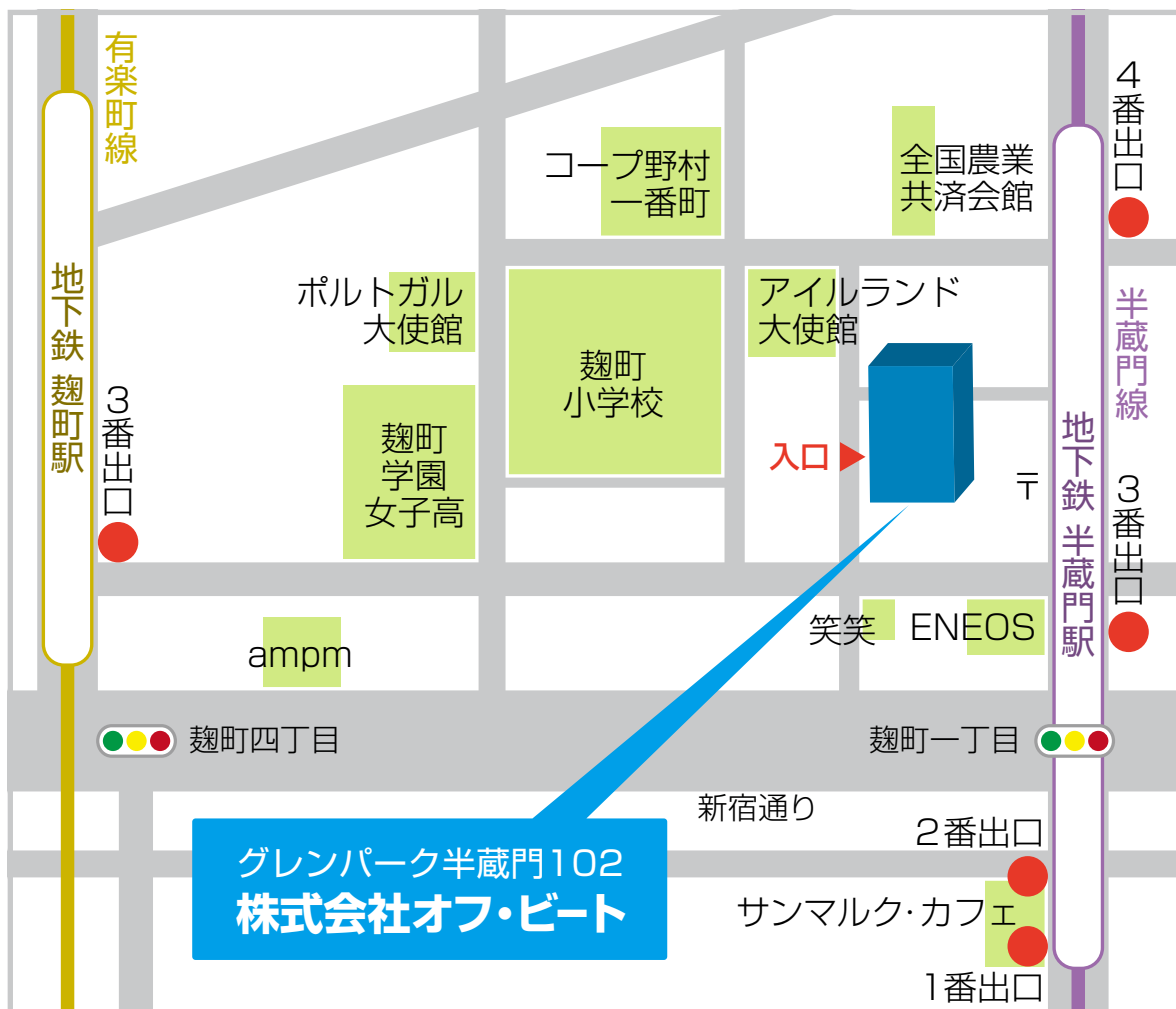 有楽町線
4番出口
コープ野村
一番町
全国農業
共済会館
地下鉄 麹町駅
ポルトガル
大使館
アイルランド
大使館
半蔵門線
麹町
小学校
3番出口
麹町
学園
女子高
入口
〒
地下鉄 半蔵門駅
3番出口
笑笑
ENEOS
ampm
麹町四丁目
麹町一丁目
新宿通り
2番出口
グレンパーク半蔵門102
株式会社オフ・ビート
サンマルク・カフェ
1番出口